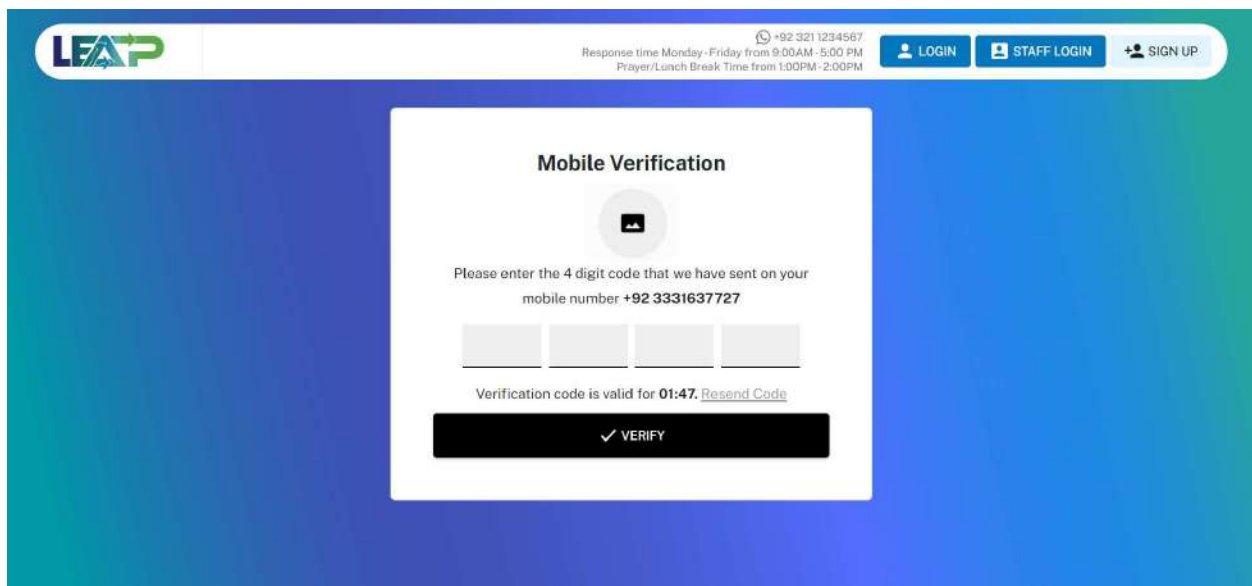 LEAP
+92 321 1234567
Response time Monday-Friday from 9:00AM-5:00 PM
Prayer/Lunch Break Time from 1:00PM-2:00PM
LOGIN
STAFF LOGIN
SIGN UP
Mobile Verification
Please enter the 4 digit code that we have sent on your
mobile number +92 3331637727
Verification code is valid for 01:47. Resend Code
VERIFY